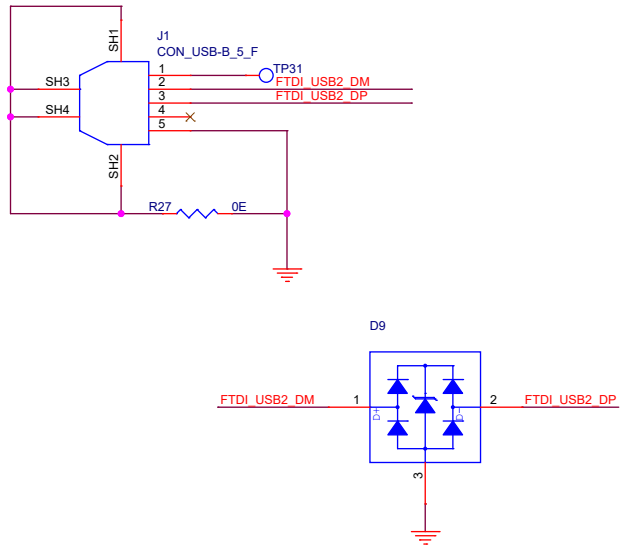 J1
CON_USB-B_5_F
SH1
SH3
SH4
SH2
1
TP31
2
FTDI_USB2_DM
3
FTDI_USB2_DP
4
5
R27
0E
D9
FTDI_USB2_DM
1
D+
D-
2
FTDI_USB2_DP
3